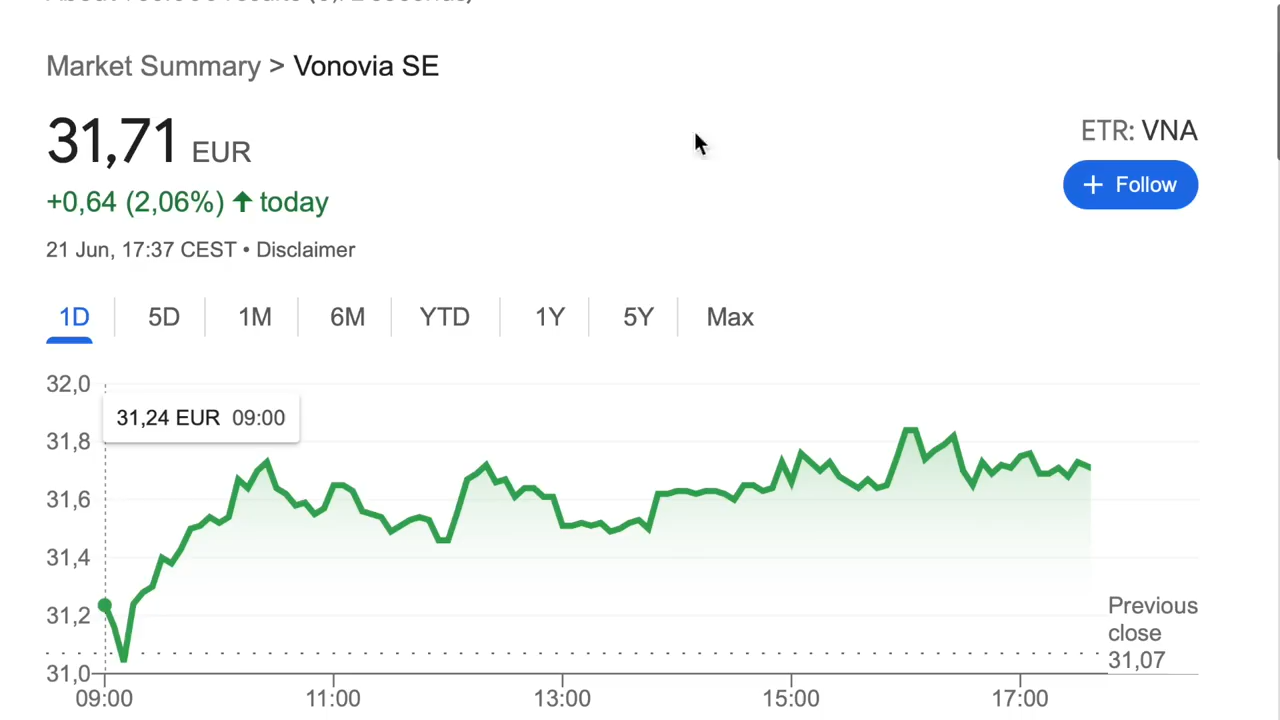 Market Summary > Vonovia SE
31,71 EUR
ETR: VNA
+0,64 (2,06%) ↑ today
+ Follow
21 Jun, 17:37 CEST • Disclaimer
1D 5D 1M 6M YTD 1Y 5Y Max
32,0
31,24 EUR 09:00
31,8
31,6
31,4
31,2
Previous
close
31,07
31,0
09:00 11:00 13:00 15:00 17:00